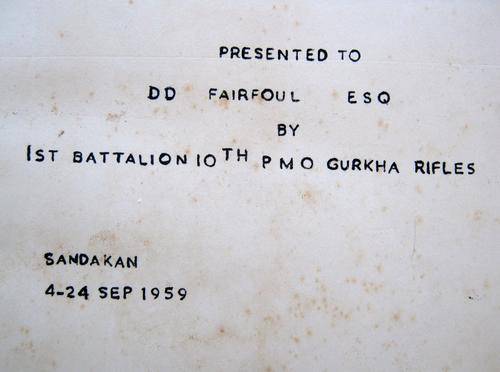 PRESENTED TO
DD FAIRFOUL ESQ
BY
1ST BATTALION 10TH PMO GURKHA RIFLES
SANDAKAN
4-24 SEP 1959